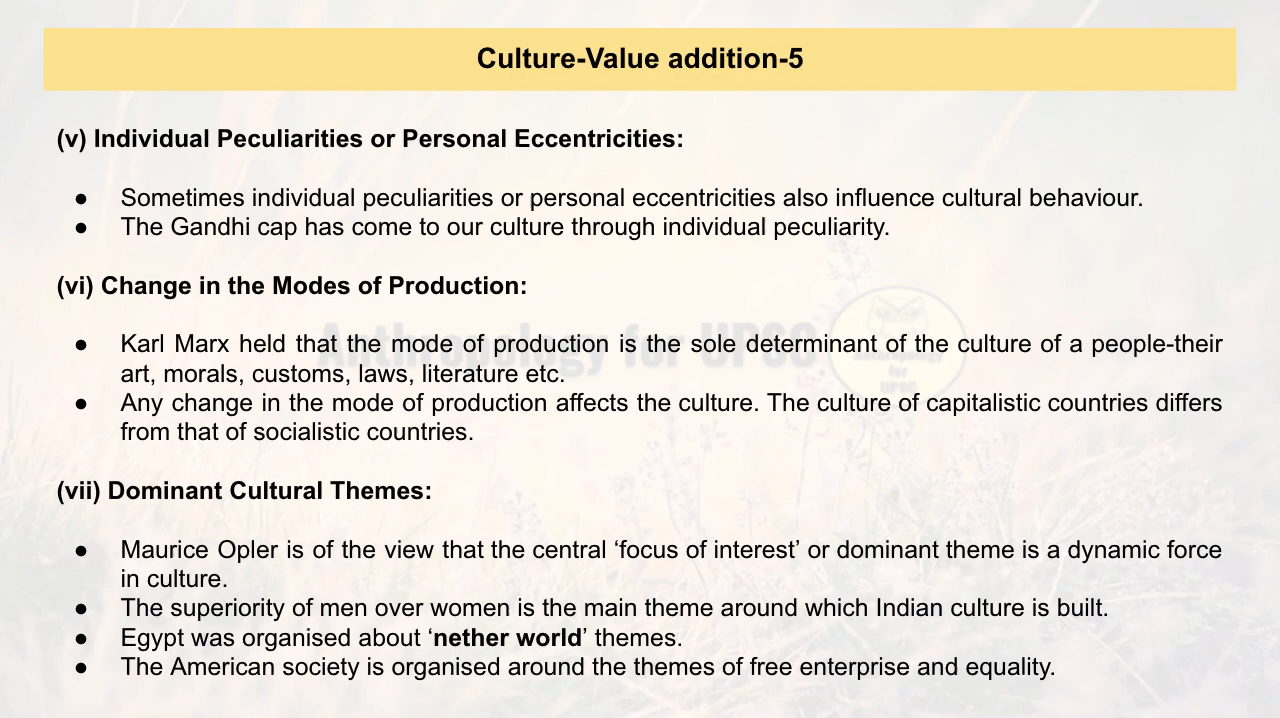 Culture-Value addition-5
(v) Individual Peculiarities or Personal Eccentricities:
● Sometimes individual peculiarities or personal eccentricities also influence cultural behaviour.
● The Gandhi cap has come to our culture through individual peculiarity.
(vi) Change in the Modes of Production:
Anthropology for UPSC
● Karl Marx held that the mode of production is the sole determinant of the culture of a people-their
art, morals, customs, laws, literature etc.
for
UPSC
● Any change in the mode of production affects the culture. The culture of capitalistic countries differs
from that of socialistic countries.
(vii) Dominant Cultural Themes:
● Maurice Opler is of the view that the central ‘focus of interest’ or dominant theme is a dynamic force
in culture.
● The superiority of men over women is the main theme around which Indian culture is built.
● Egypt was organised about ‘nether world’ themes.
● The American society is organised around the themes of free enterprise and equality.